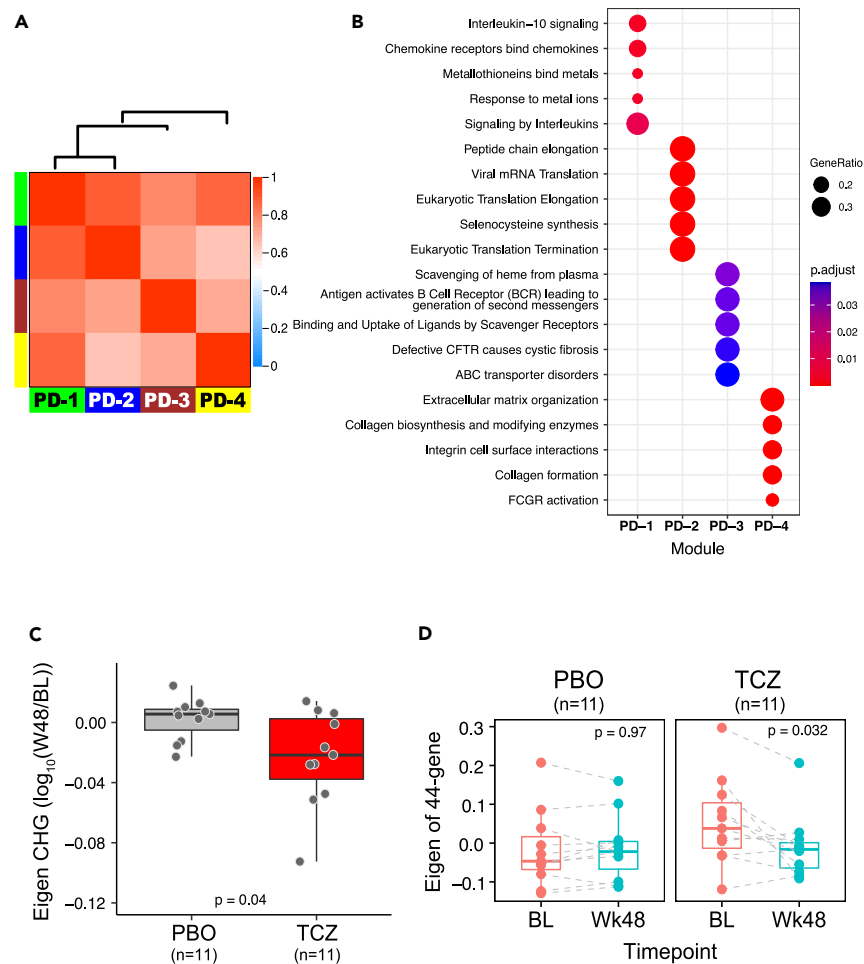 A
1
0.8
0.6
0.4
0.2
0
PD-1 PD-2 PD-3 PD-4
B
Interleukin−10 signaling
Chemokine receptors bind chemokines
Metallothioneins bind metals
Response to metal ions
Signaling by Interleukins
Peptide chain elongation
Viral mRNA Translation
Eukaryotic Translation Elongation
Selenocysteine synthesis
Eukaryotic Translation Termination
Scavenging of heme from plasma
Antigen activates B Cell Receptor (BCR) leading to
generation of second messengers
Binding and Uptake of Ligands by Scavenger Receptors
Defective CFTR causes cystic fibrosis
ABC transporter disorders
Extracellular matrix organization
Collagen biosynthesis and modifying enzymes
Integrin cell surface interactions
Collagen formation
FCGR activation
PD−1 PD−2 PD−3 PD−4
Module
GeneRatio
0.2
0.3
p.adjust
0.03
0.02
0.01
C
Eigen CHG (log10(W48/BL))
0.00
−0.04
−0.08
−0.12
p = 0.04
PBO TCZ
(n=11) (n=11)
D
PBO TCZ
(n=11) (n=11)
Eigen of 44-gene
0.3
0.2
0.1
0.0
−0.1
p = 0.97 p = 0.032
BL Wk48 BL Wk48
Timepoint